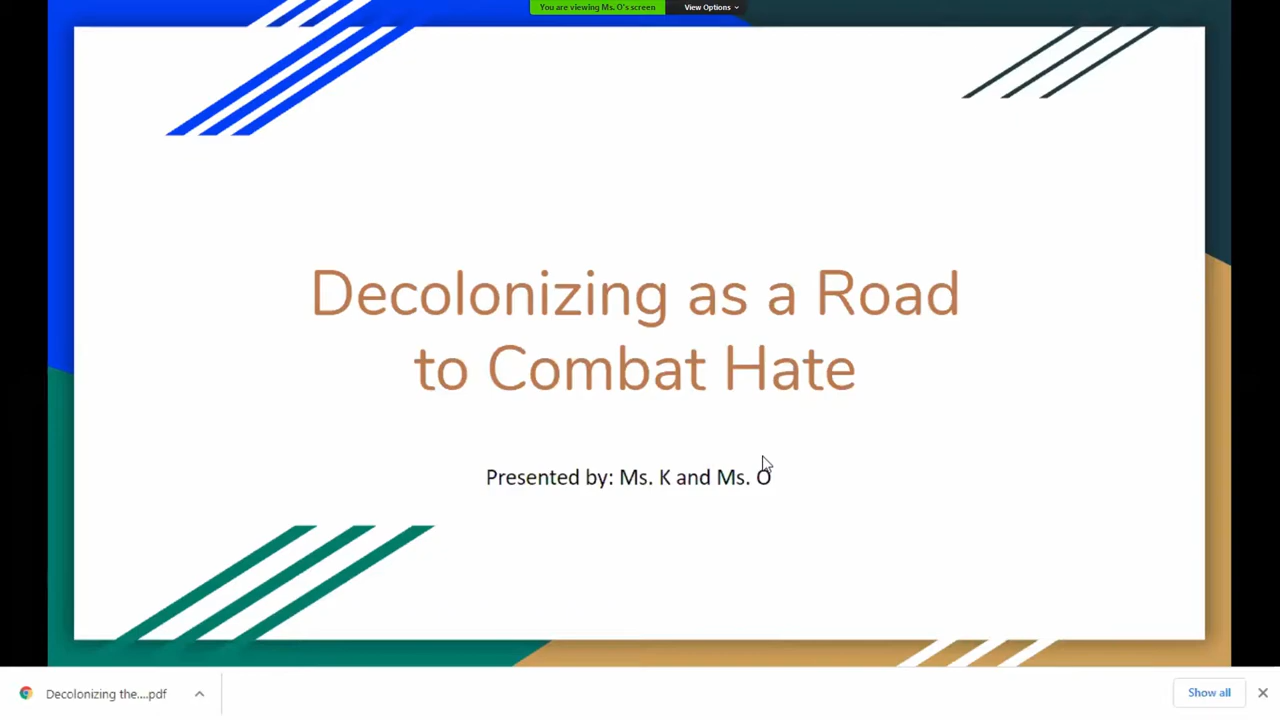 You are viewing Ms. O's screen
View Options
Decolonizing as a Road
to Combat Hate
Presented by: Ms. K and Ms. O
Decolonizing the....pdf
Show all